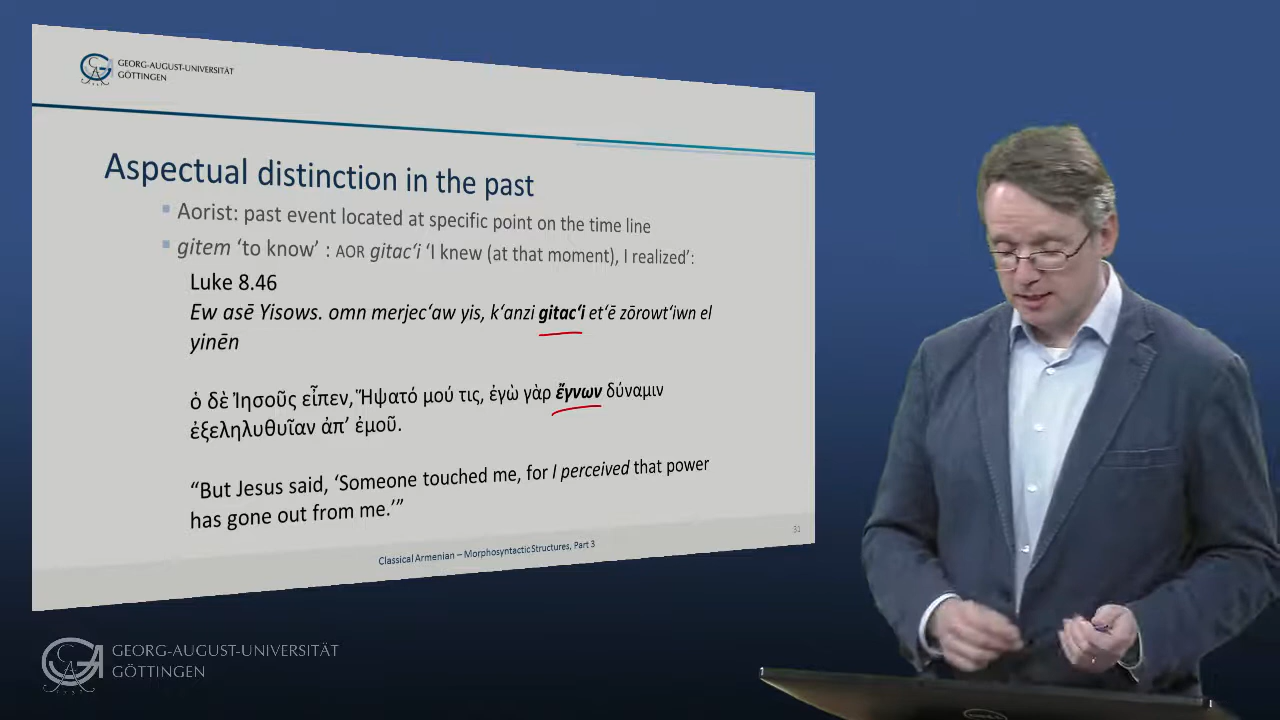 GEORG-AUGUST-UNIVERSITÄT
GÖTTINGEN
Aspectual distinction in the past
Aorist: past event located at specific point on the time line
gitem ‘to know’ : AOR gitac‘i ‘I knew (at that moment), I realized’:
Luke 8.46
Ew asē Yisows. omn merjec‘aw yis, k‘anzi gitac‘i et‘ē zōrowt‘iwn el
yinēn
ὁ δὲ Ἰησοῦς εἶπεν, Ἥψατό μού τις, ἐγὼ γὰρ ἔγνων δύναμιν
ἐξεληλυθυῖαν ἀπ’ ἐμοῦ.
“But Jesus said, ‘Someone touched me, for I perceived that power
has gone out from me.’”
31
Classical Armenian – Morphosyntactic Structures, Part 3
GEORG-AUGUST-UNIVERSITÄT
GÖTTINGEN